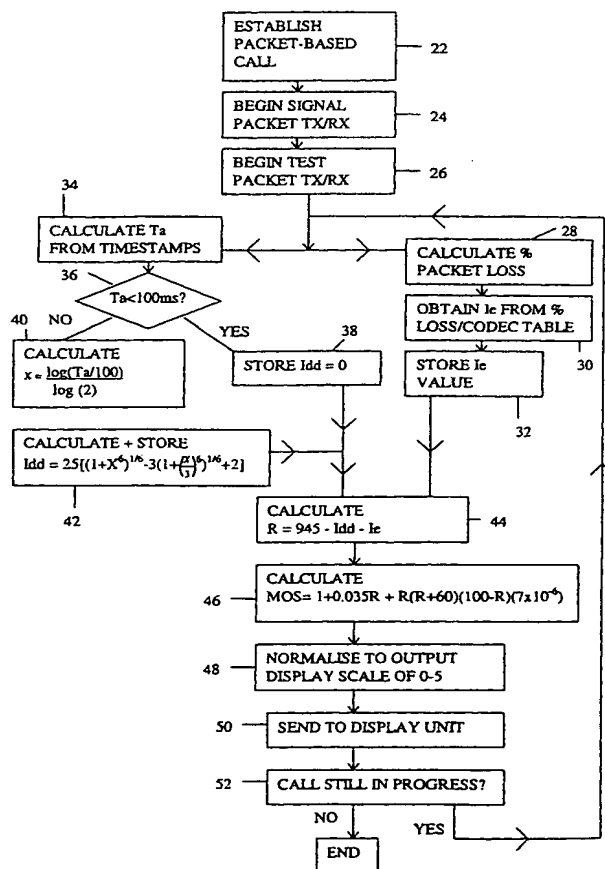 ESTABLISH
PACKET-BASED
CALL
22
BEGIN SIGNAL
PACKET TX/RX
24
BEGIN TEST
PACKET TX/RX
26
34
CALCULATE Ta
FROM TIMESTAMPS
28
CALCULATE %
PACKET LOSS
36
Ta<100ms?
OBTAIN Ie FROM %
LOSS/CODEC TABLE
30
NO
YES
40
CALCULATE
x = log(Ta/100)
log (2)
38
STORE Idd = 0
STORE Ie
VALUE
32
CALCULATE + STORE
Idd = 25[(1+X⁶)^1/6-3(1+(x/3)⁶)^1/6+2]
42
CALCULATE
R = 945 - Idd - Ie
44
CALCULATE
MOS= 1+0.035R + R(R+60)(100-R)(7x10⁻⁶)
46
NORMALISE TO OUTPUT
DISPLAY SCALE OF 0-5
48
50
SEND TO DISPLAY UNIT
52
CALL STILL IN PROGRESS?
NO
YES
END